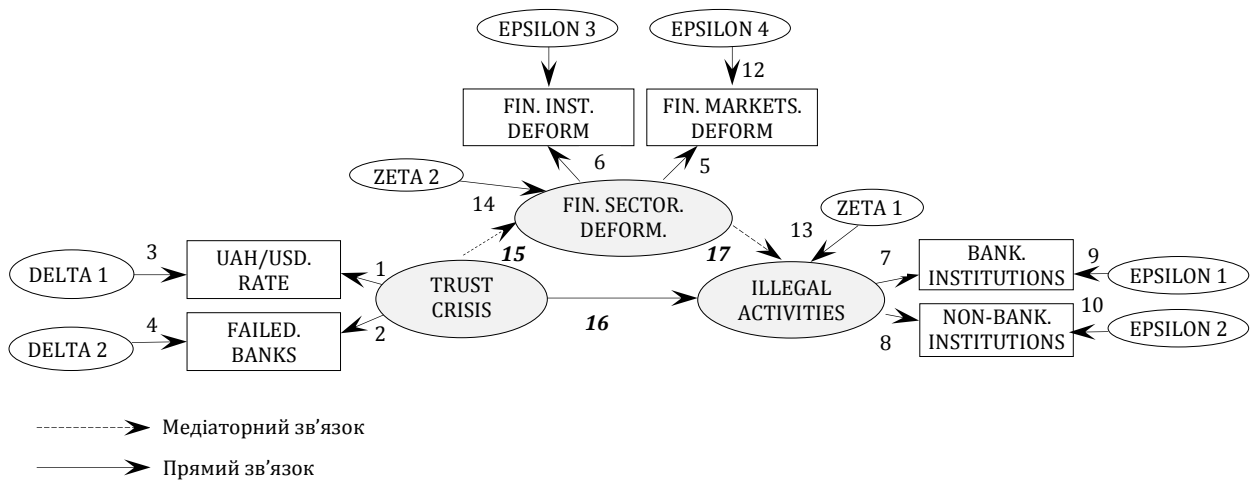 EPSILON 3
EPSILON 4
12
FIN. INST.
DEFORM
FIN. MARKETS.
DEFORM
6
5
ZETA 2
14
FIN. SECTOR.
DEFORM.
ZETA 1
13
15
17
DELTA 1
3
UAH/USD.
RATE
1
TRUST
CRISIS
16
ILLEGAL
ACTIVITIES
7
BANK.
INSTITUTIONS
9
EPSILON 1
DELTA 2
4
FAILED.
BANKS
2
8
NON-BANK.
INSTITUTIONS
10
EPSILON 2
Медіаторний зв’язок
Прямий зв’язок